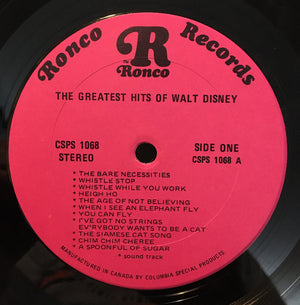 Ronco Records
R
Ronco
THE GREATEST HITS OF WALT DISNEY
CSPS 1068
STEREO
SIDE ONE
CSPS 1068 A
* THE BARE NECESSITIES
* WHISTLE STOP
* WHISTLE WHILE YOU WORK
* HEIGH HO
* THE AGE OF NOT BELIEVING
* WHEN I SEE AN ELEPHANT FLY
* YOU CAN FLY
* I'VE GOT NO STRINGS
EV'RYBODY WANTS TO BE A CAT
* THE SIAMESE CAT SONG
* CHIM CHIM CHEREE
* A SPOONFUL OF SUGAR
* sound track
MANUFACTURED IN CANADA BY COLUMBIA SPECIAL PRODUCTS